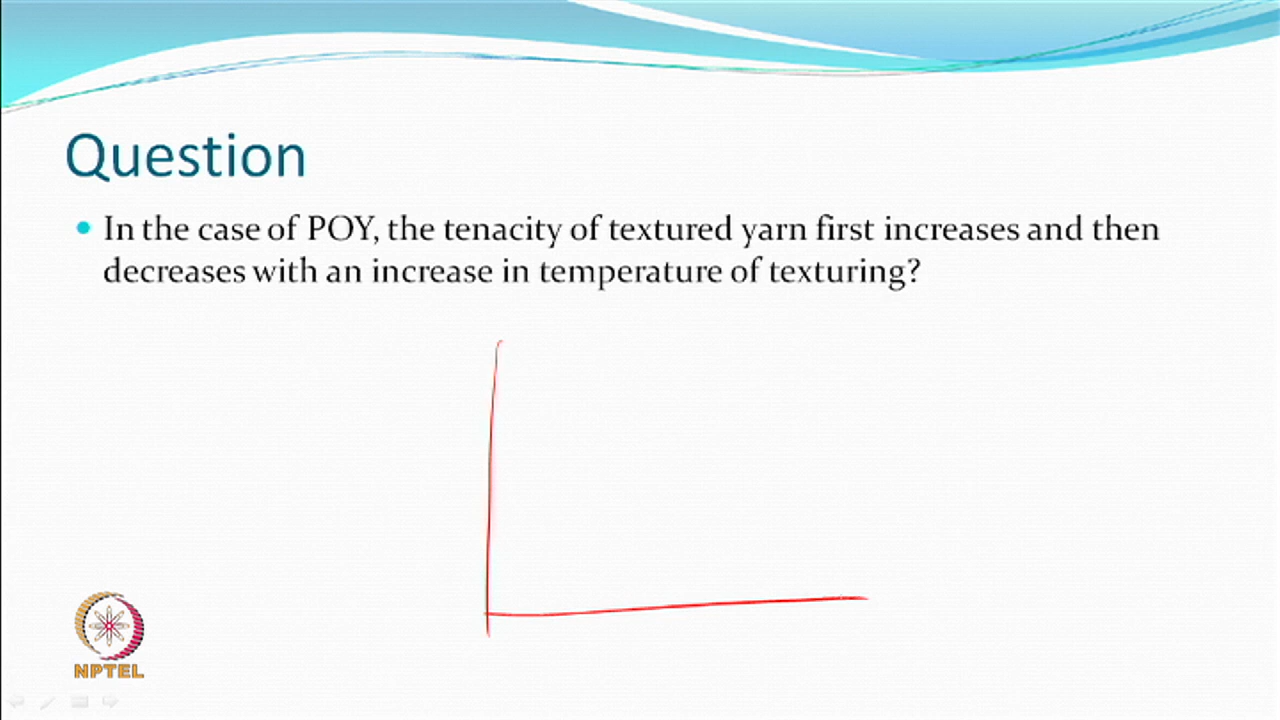 Question
In the case of POY, the tenacity of textured yarn first increases and then
decreases with an increase in temperature of texturing?
NPTEL